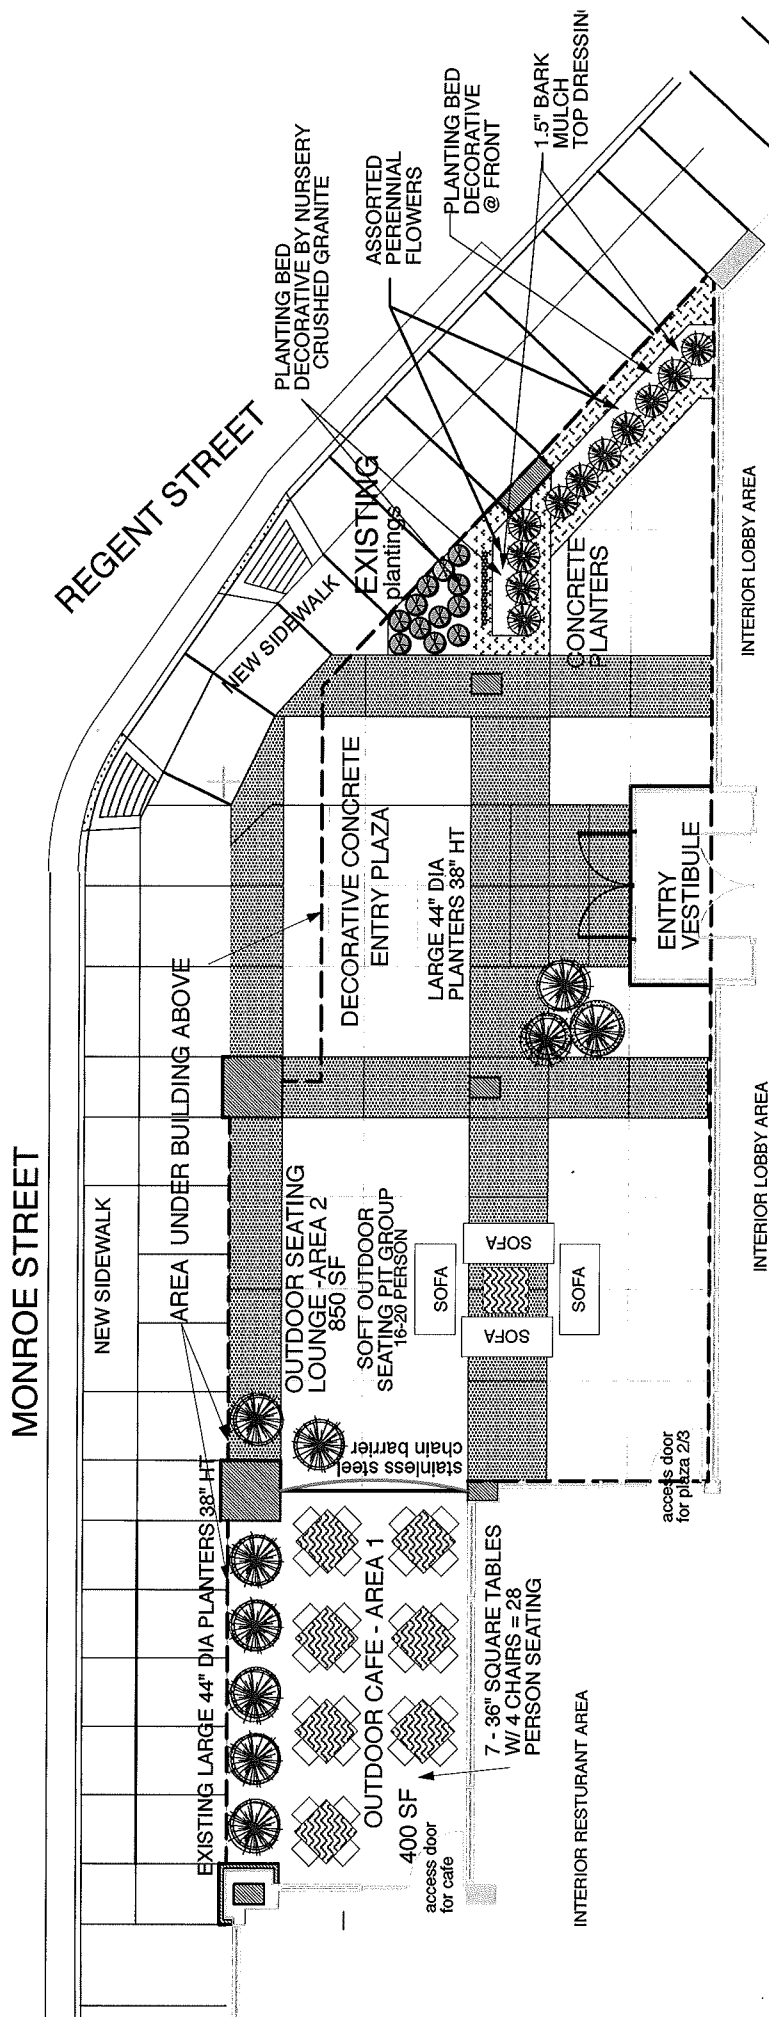 MONROE STREET
REGENT STREET
NEW SIDEWALK
NEW SIDEWALK
AREA UNDER BUILDING ABOVE
EXISTING LARGE 44" DIA PLANTERS 38" HT
OUTDOOR CAFE - AREA 1
400 SF
access door
for cafe
7 - 36" SQUARE TABLES
W/ 4 CHAIRS = 28
PERSON SEATING
INTERIOR RESTURANT AREA
stainless steel
chain barrier
OUTDOOR SEATING
LOUNGE -AREA 2
850 SF
SOFT OUTDOOR
SEATING PIT GROUP
16-20 PERSON
SOFA
SOFA
SOFA
SOFA
access door
for plaza 2/3
INTERIOR LOBBY AREA
DECORATIVE CONCRETE
ENTRY PLAZA
LARGE 44" DIA
PLANTERS 38" HT
ENTRY
VESTIBULE
EXISTING
plantings
CONCRETE
PLANTERS
INTERIOR LOBBY AREA
PLANTING BED
DECORATIVE BY NURSERY
CRUSHED GRANITE
ASSORTED
PERENNIAL
FLOWERS
PLANTING BED
DECORATIVE
@ FRONT
1.5" BARK
MULCH
TOP DRESSIN